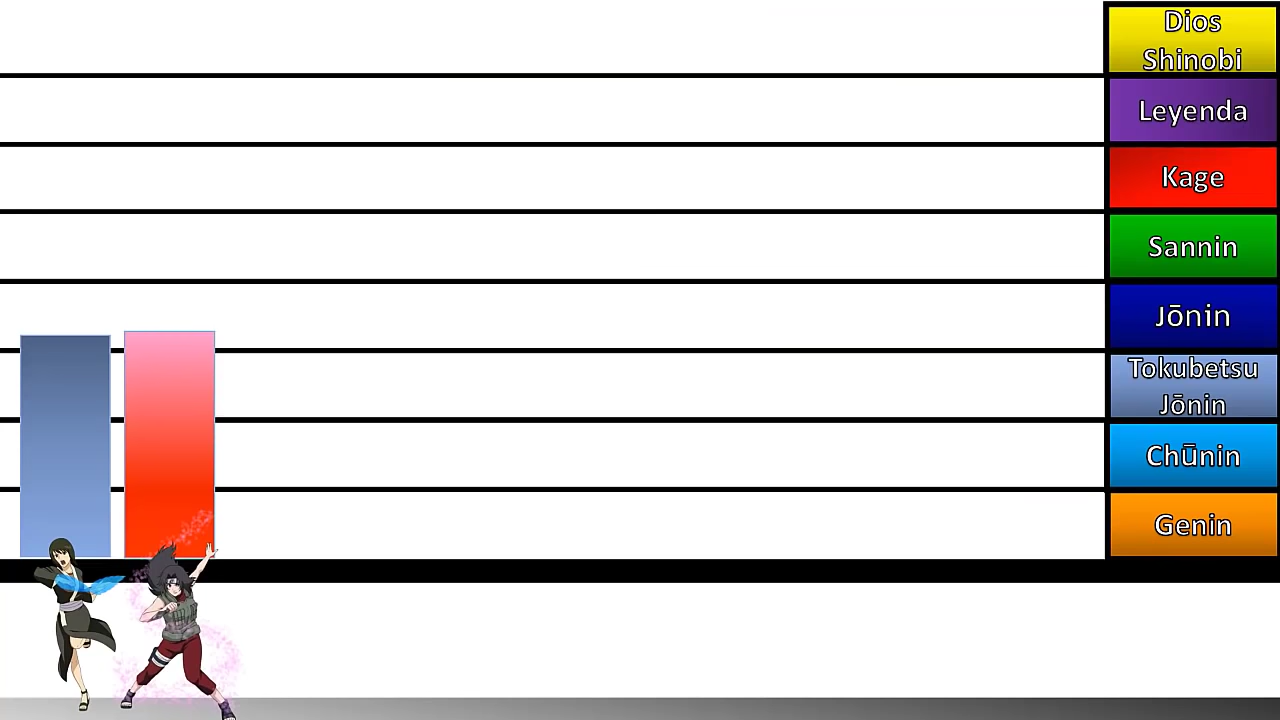 Dios
Shinobi
Leyenda
Kage
Sannin
Jōnin
Tokubetsu
Jōnin
Chūnin
Genin